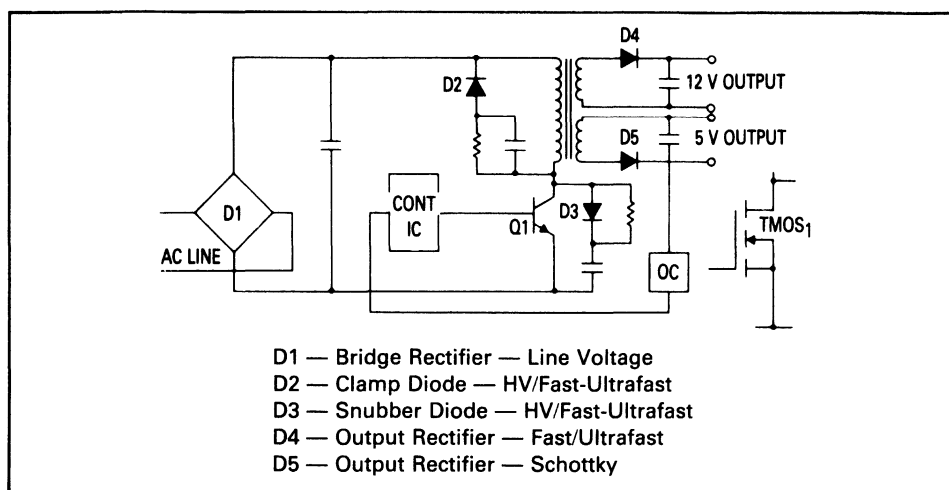 D4
D2
12 V OUTPUT
D5
5 V OUTPUT
D1
CONT
IC
Q1
D3
TMOS1
AC LINE
OC
D1 — Bridge Rectifier — Line Voltage
D2 — Clamp Diode — HV/Fast-Ultrafast
D3 — Snubber Diode — HV/Fast-Ultrafast
D4 — Output Rectifier — Fast/Ultrafast
D5 — Output Rectifier — Schottky